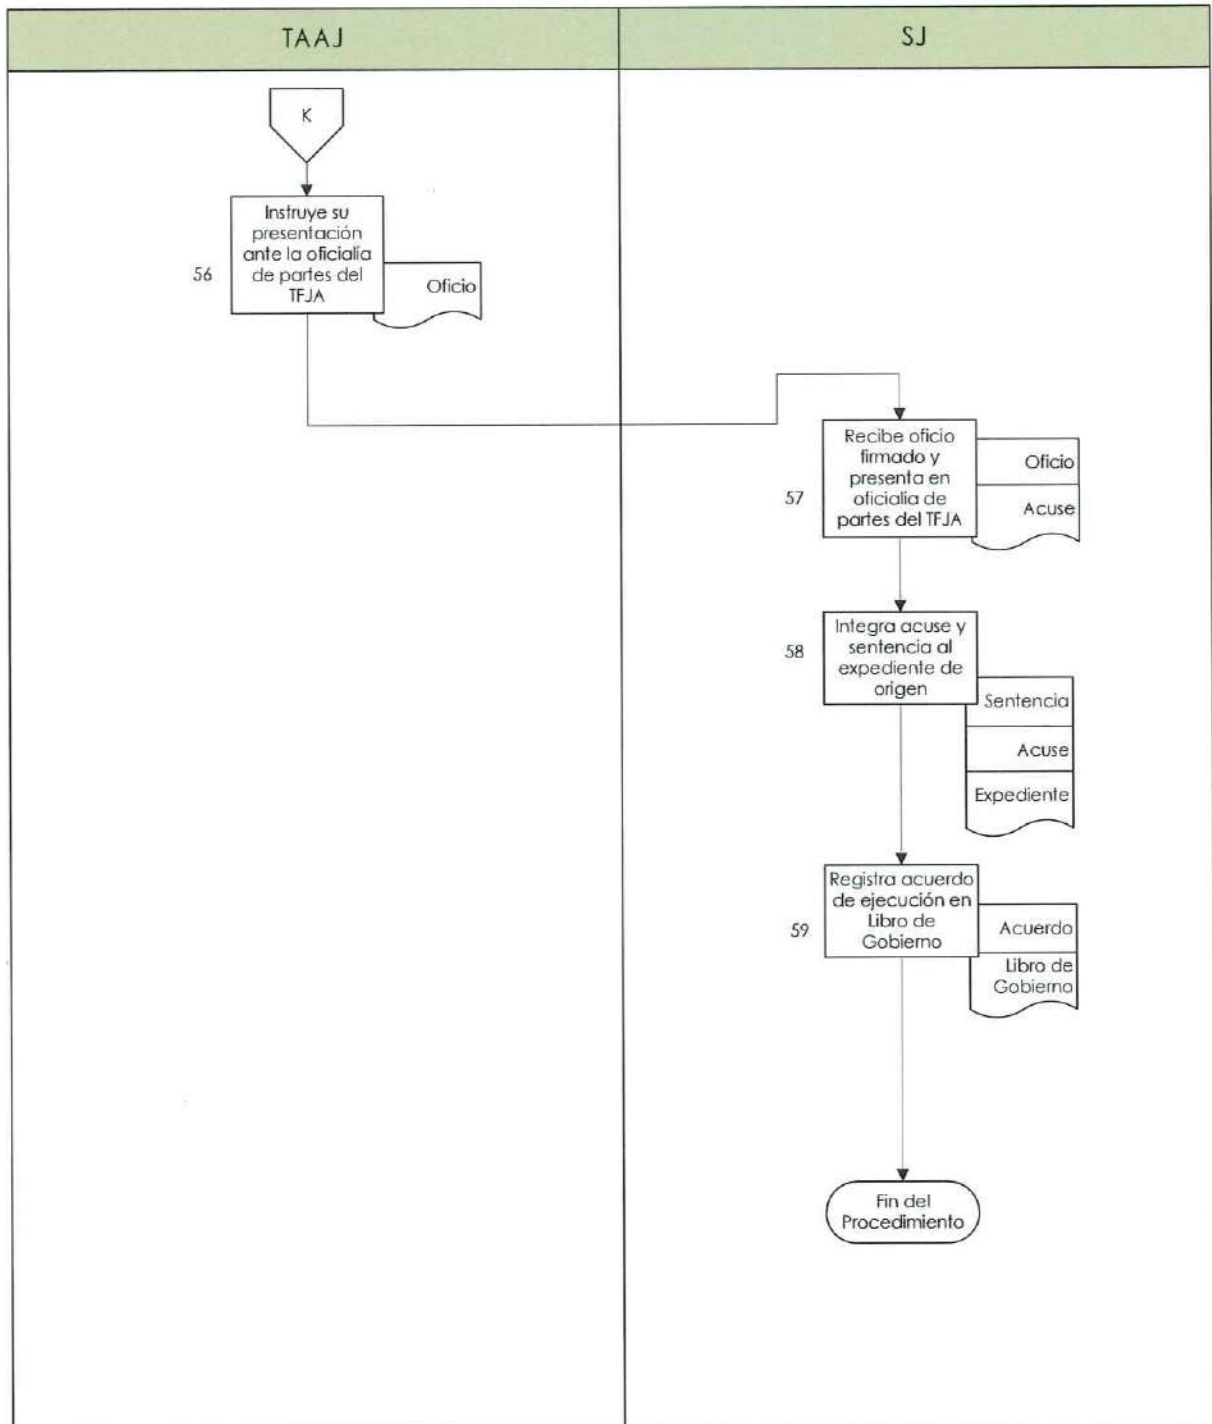 TAAJ
SJ
K
Instruye su
presentación
ante la oficialía
de partes del
TFJA
56
Oficio
Recibe oficio
firmado y
presenta en
oficialía de
partes del TFJA
57
Oficio
Acuse
Integra acuse y
sentencia al
expediente de
origen
58
Sentencia
Acuse
Expediente
Registra acuerdo
de ejecución en
Libro de
Gobierno
59
Acuerdo
Libro de
Gobierno
Fin del
Procedimiento